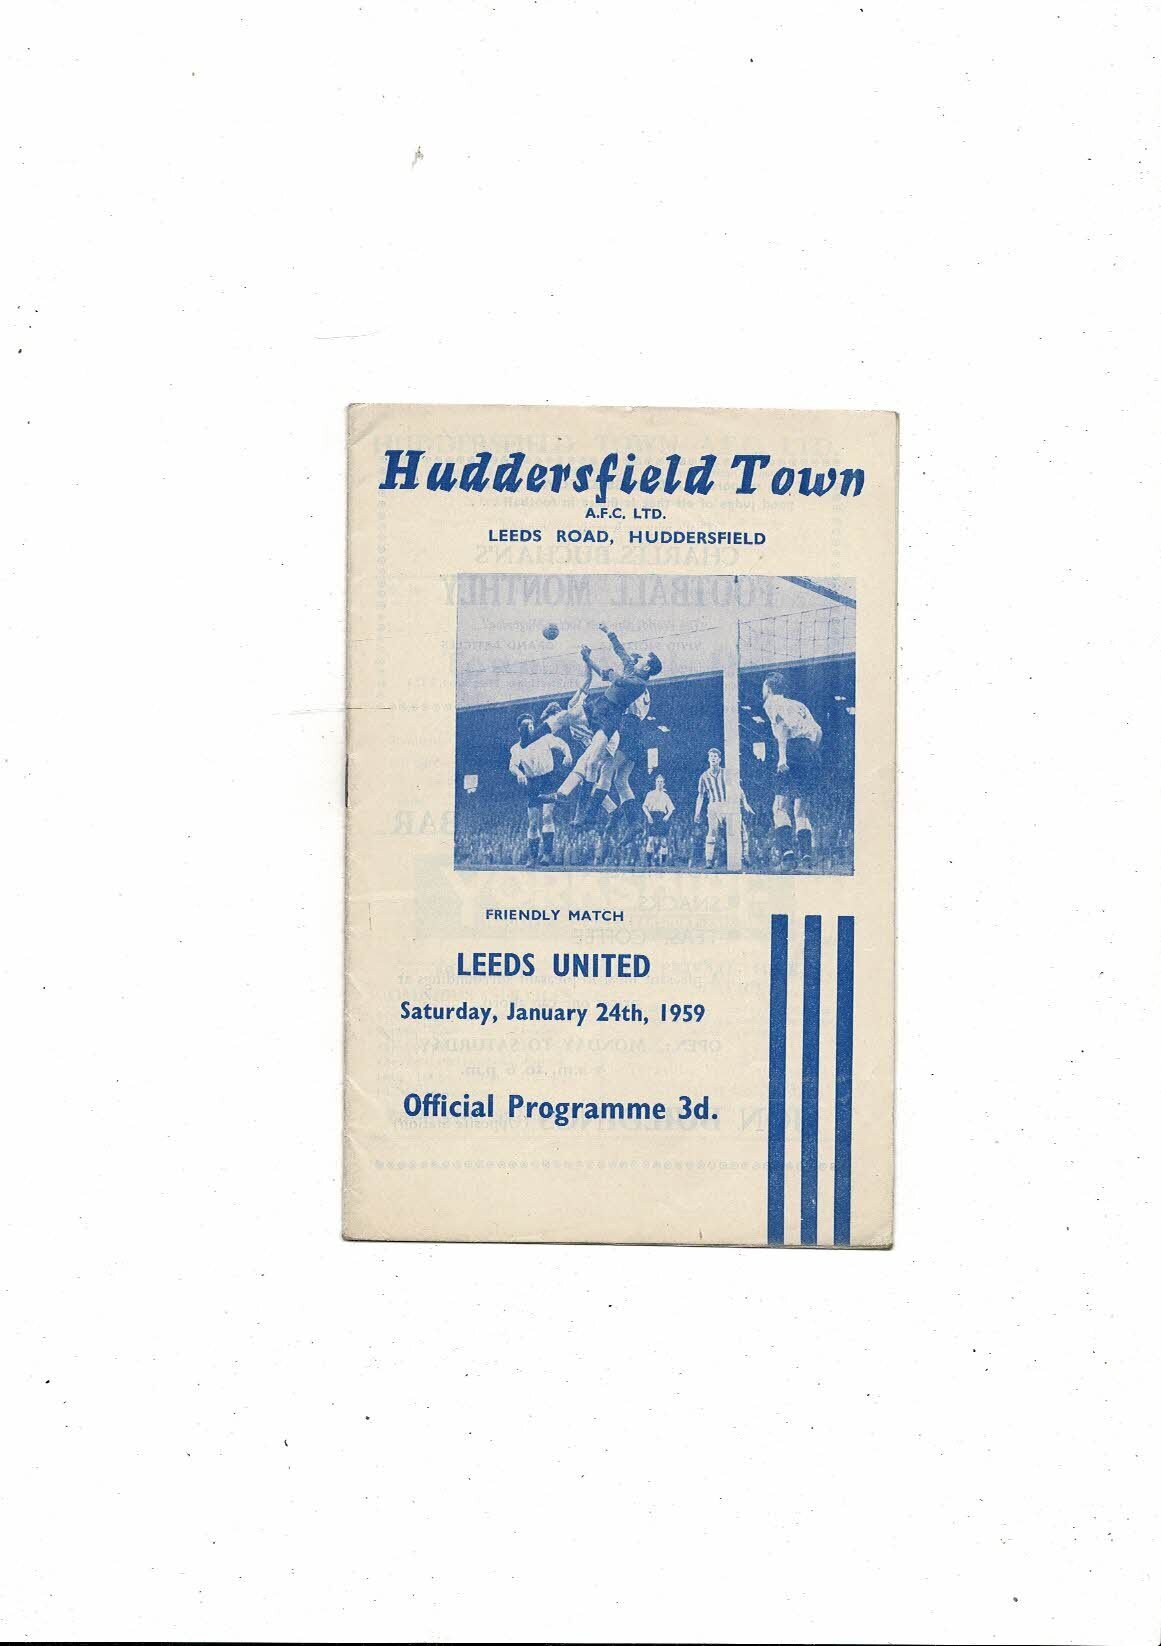 Huddersfield Town
A.F.C. LTD.
LEEDS ROAD, HUDDERSFIELD
FRIENDLY MATCH
LEEDS UNITED
Saturday, January 24th, 1959
Official Programme 3d.